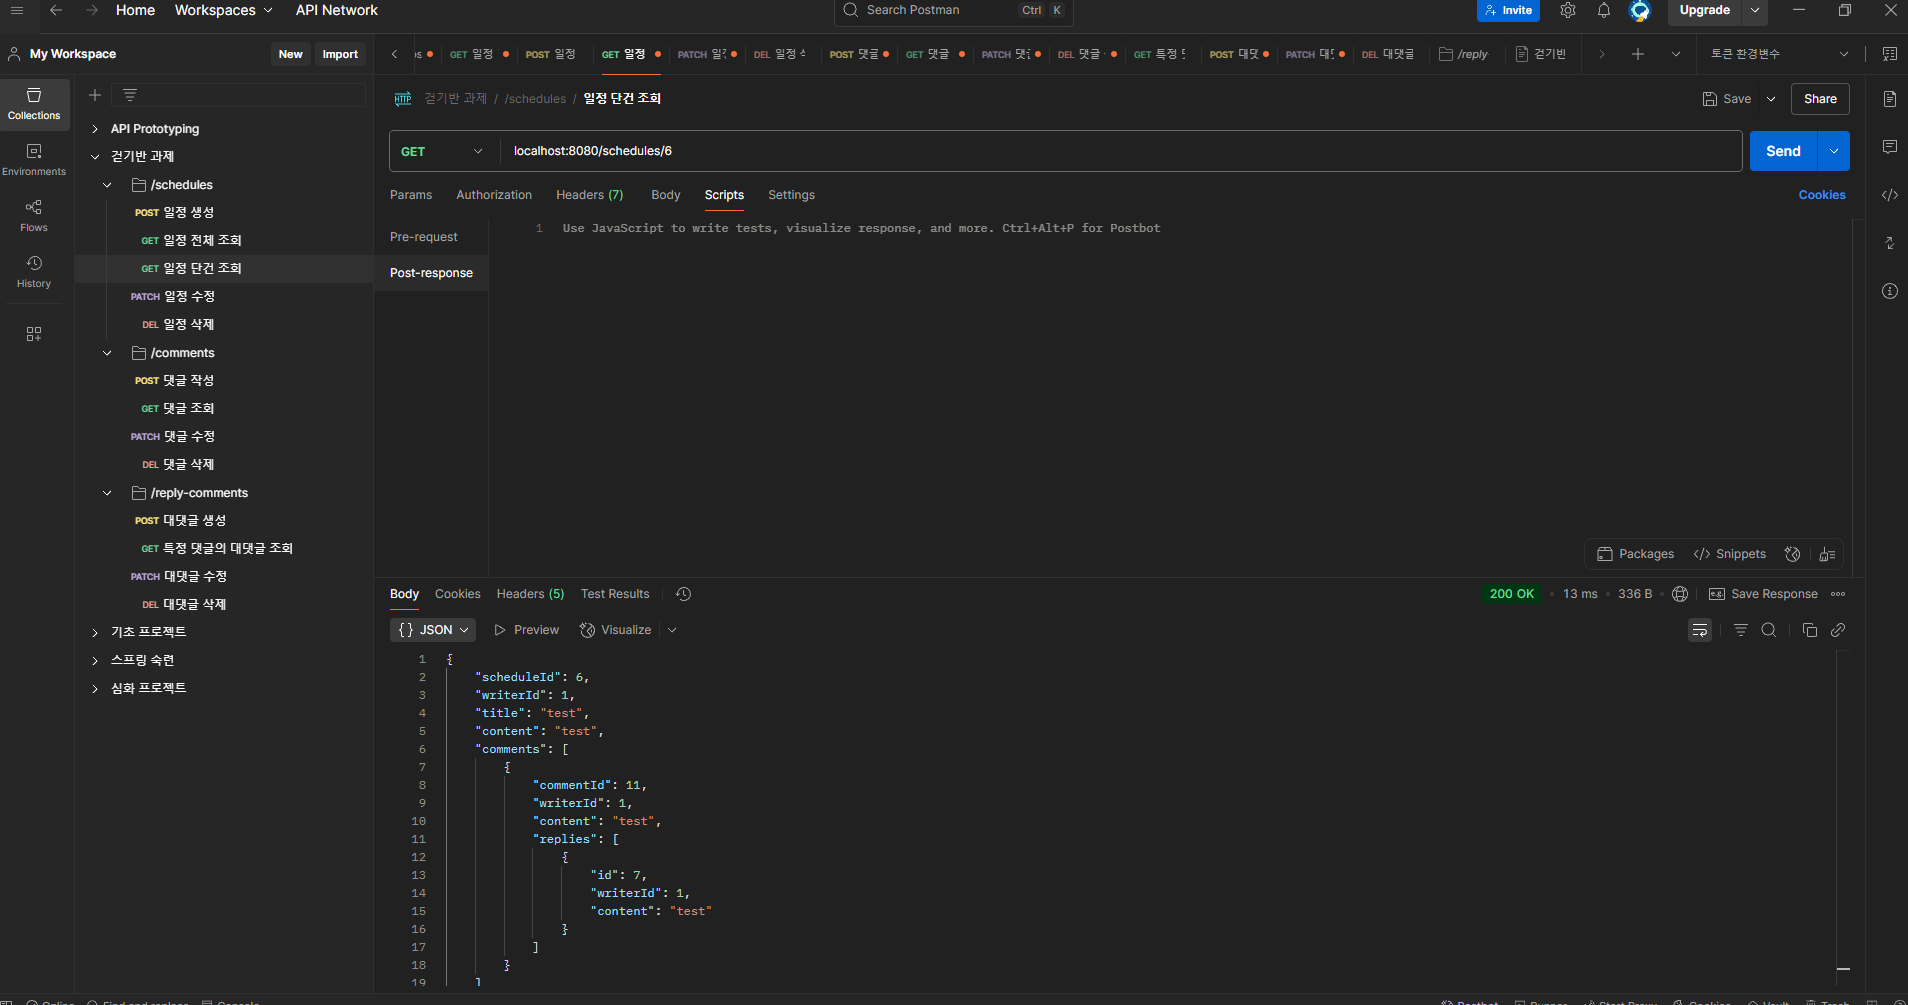 Home Workspaces API Network Search Postman Ctrl K Invite Upgrade
My Workspace New Import
GET 일정 POST 일정 GET 일정 PATCH 일정 DEL 일정 POST 댓글 GET 댓글 PATCH DEL 댓글 GET 특정 POST 대댓 PATCH DEL 대댓글 /reply 걷기반 토큰 환경변수
Collections
Environments
Flows
History
API Prototyping
걷기반 과제
/schedules
POST 일정 생성
GET 일정 전체 조회
GET 일정 단건 조회
PATCH 일정 수정
DEL 일정 삭제
/comments
POST 댓글 작성
GET 댓글 조회
PATCH 댓글 수정
DEL 댓글 삭제
/reply-comments
POST 대댓글 생성
GET 특정 댓글의 대댓글 조회
PATCH 대댓글 수정
DEL 대댓글 삭제
기초 프로젝트
스프링 숙련
심화 프로젝트
HTTP 걷기반 과제 / /schedules / 일정 단건 조회 Save Share
GET localhost:8080/schedules/6 Send
Params Authorization Headers (7) Body Scripts Settings Cookies
Pre-request
Post-response
1 Use JavaScript to write tests, visualize response, and more. Ctrl+Alt+P for Postbot
Packages </> Snippets
Body Cookies Headers (5) Test Results 200 OK 13 ms 336 B Save Response
{} JSON Preview Visualize
1 {
2 "scheduleId": 6,
3 "writerId": 1,
4 "title": "test",
5 "content": "test",
6 "comments": [
7 {
8 "commentId": 11,
9 "writerId": 1,
10 "content": "test",
11 "replies": [
12 {
13 "id": 7,
14 "writerId": 1,
15 "content": "test"
16 }
17 ]
18 }
19 ]
Online Find and replace Console Postbot Runner Start Proxy Cookies Vault Trash